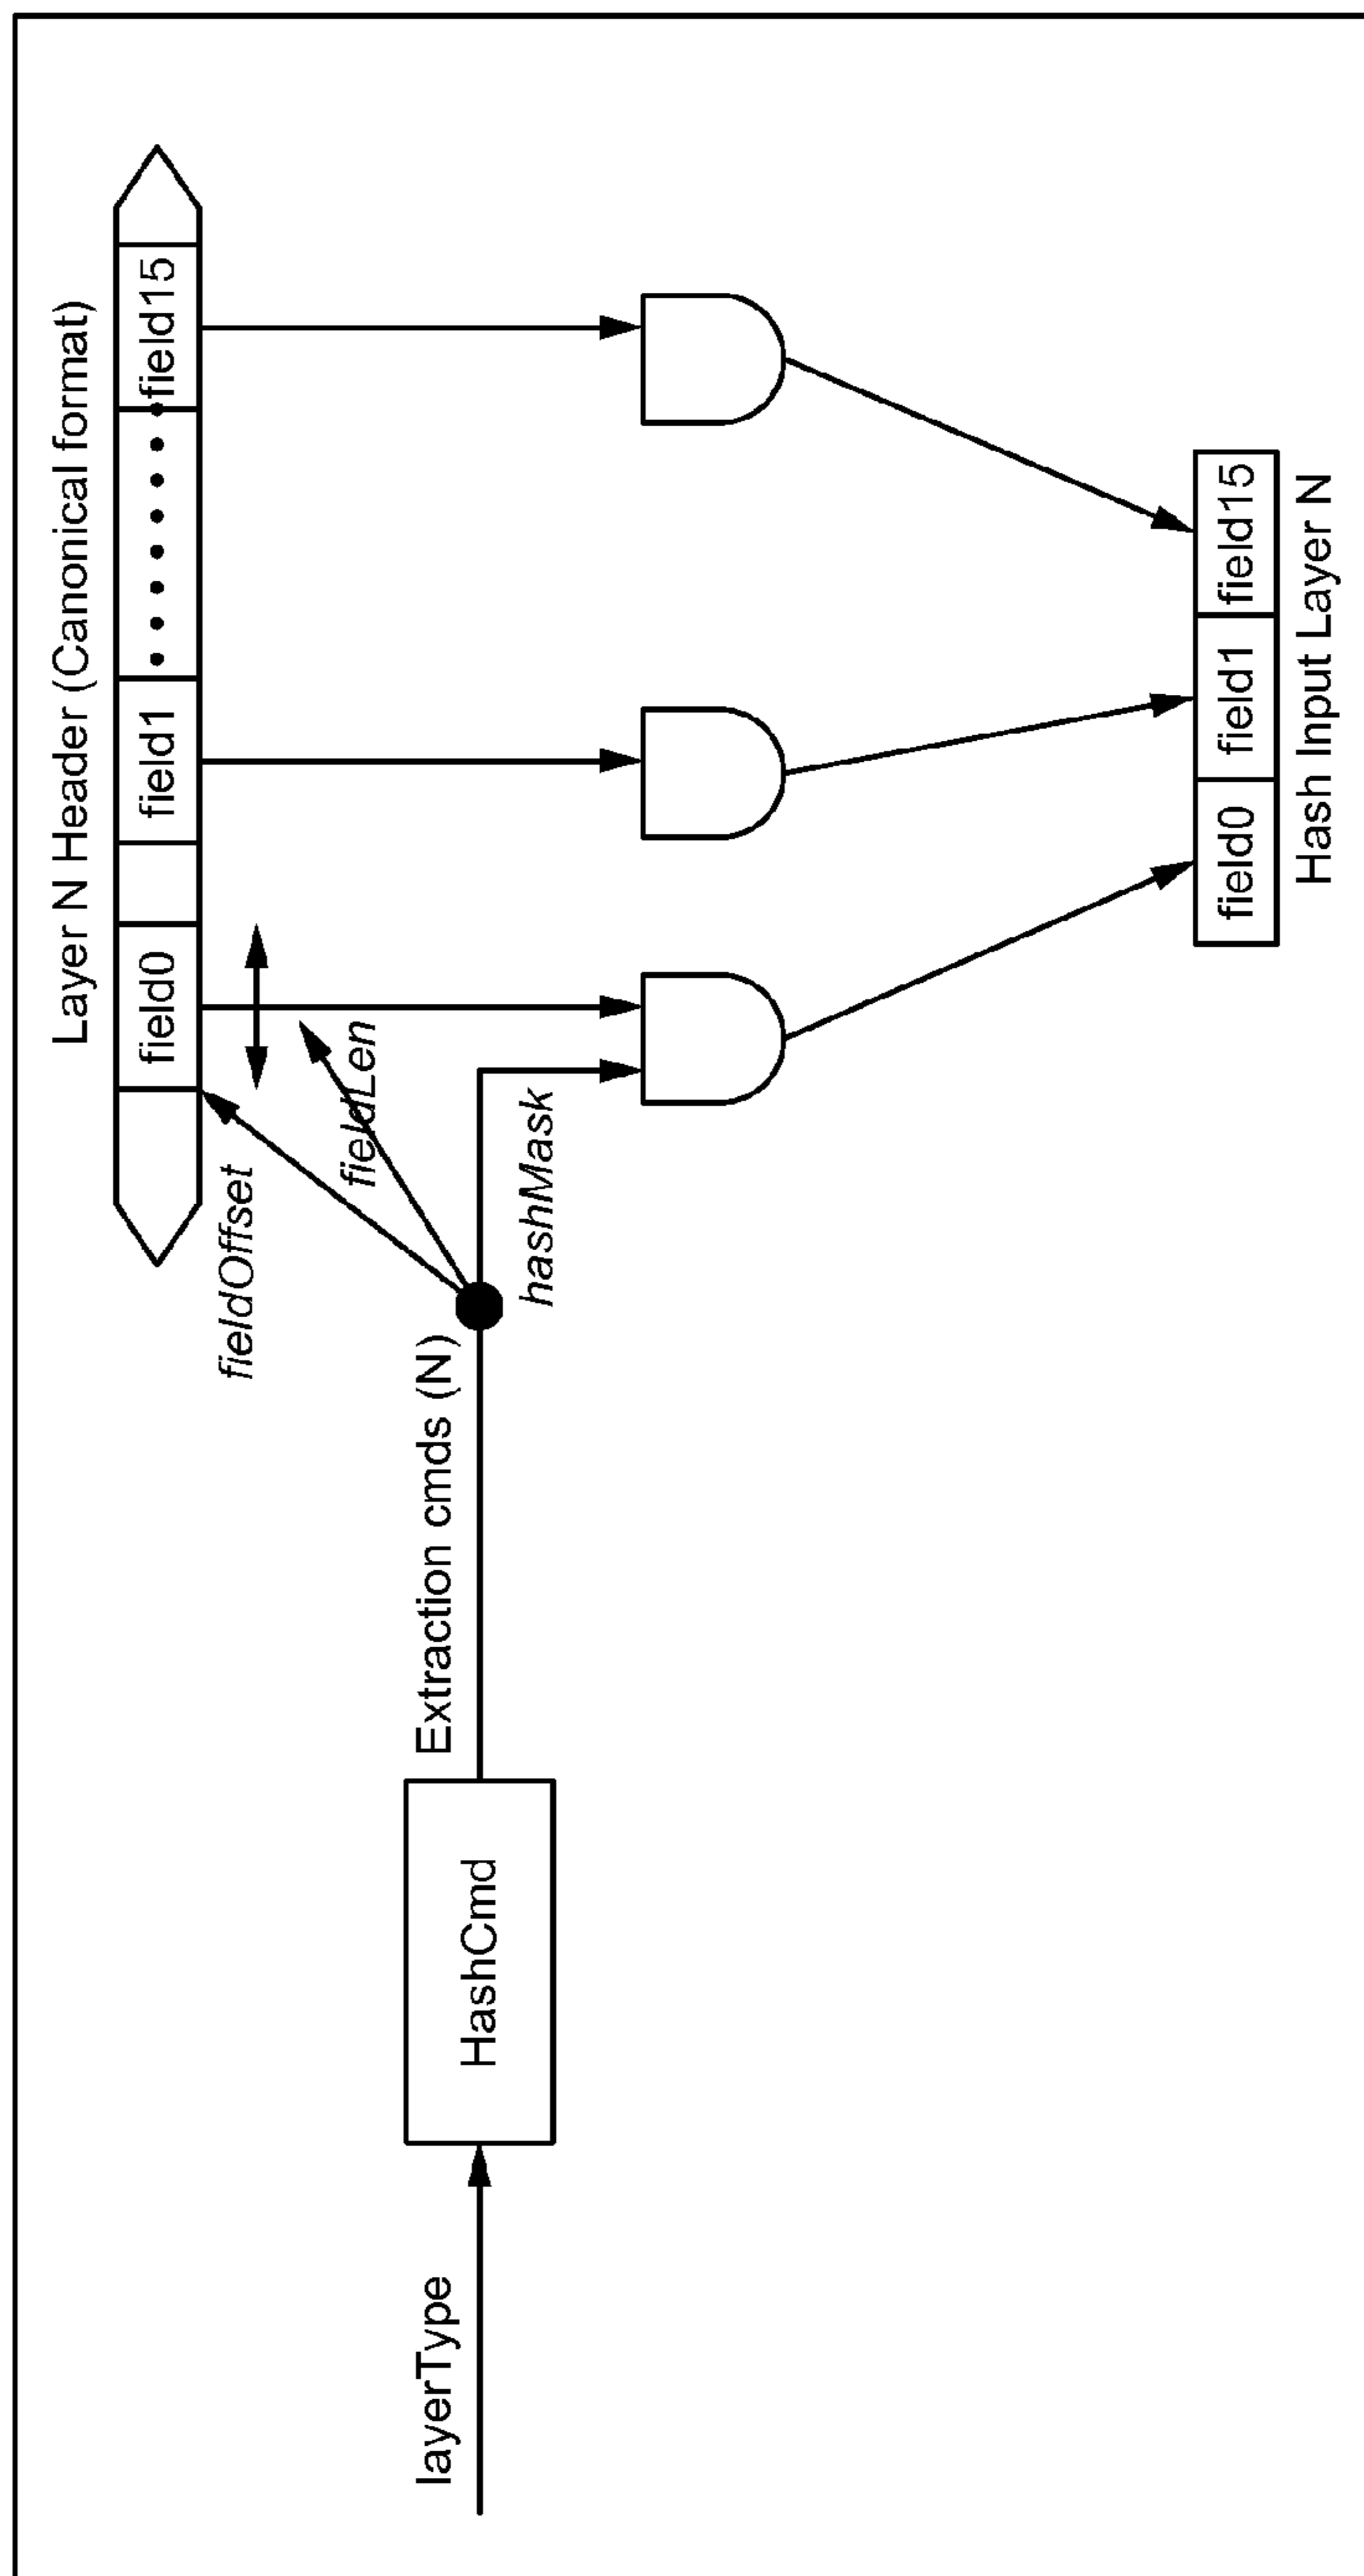 Layer N Header (Canonical format)
field0
field1
field15
fieldOffset
fieldLen
layerType
HashCmd
Extraction cmds (N)
hashMask
field0
field1
field15
Hash Input Layer N